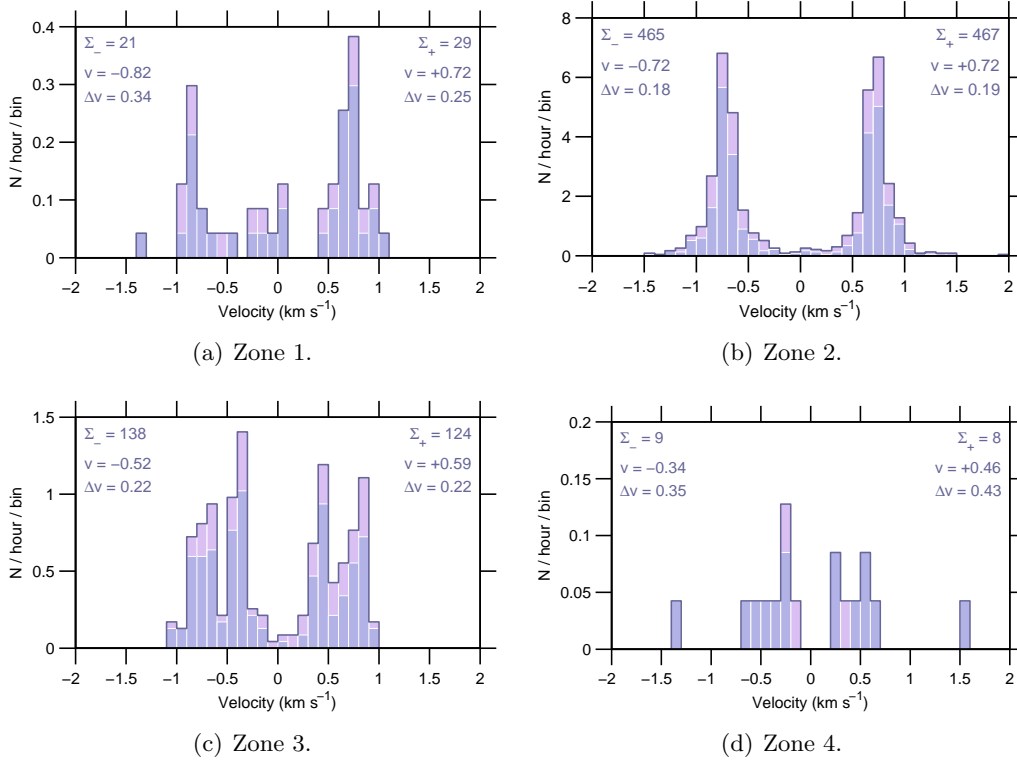 0.4
0.3
0.2
0.1
0
N / hour / bin
Σ₋ = 21
v = −0.82
Δv = 0.34
Σ₊ = 29
v = +0.72
Δv = 0.25
−2 −1.5 −1 −0.5 0 0.5 1 1.5 2
Velocity (km s⁻¹)
(a) Zone 1.
8
6
4
2
0
N / hour / bin
Σ₋ = 465
v = −0.72
Δv = 0.18
Σ₊ = 467
v = +0.72
Δv = 0.19
−2 −1.5 −1 −0.5 0 0.5 1 1.5 2
Velocity (km s⁻¹)
(b) Zone 2.
1.5
1
0.5
0
N / hour / bin
Σ₋ = 138
v = −0.52
Δv = 0.22
Σ₊ = 124
v = +0.59
Δv = 0.22
−2 −1.5 −1 −0.5 0 0.5 1 1.5 2
Velocity (km s⁻¹)
(c) Zone 3.
0.2
0.15
0.1
0.05
0
N / hour / bin
Σ₋ = 9
v = −0.34
Δv = 0.35
Σ₊ = 8
v = +0.46
Δv = 0.43
−2 −1.5 −1 −0.5 0 0.5 1 1.5 2
Velocity (km s⁻¹)
(d) Zone 4.